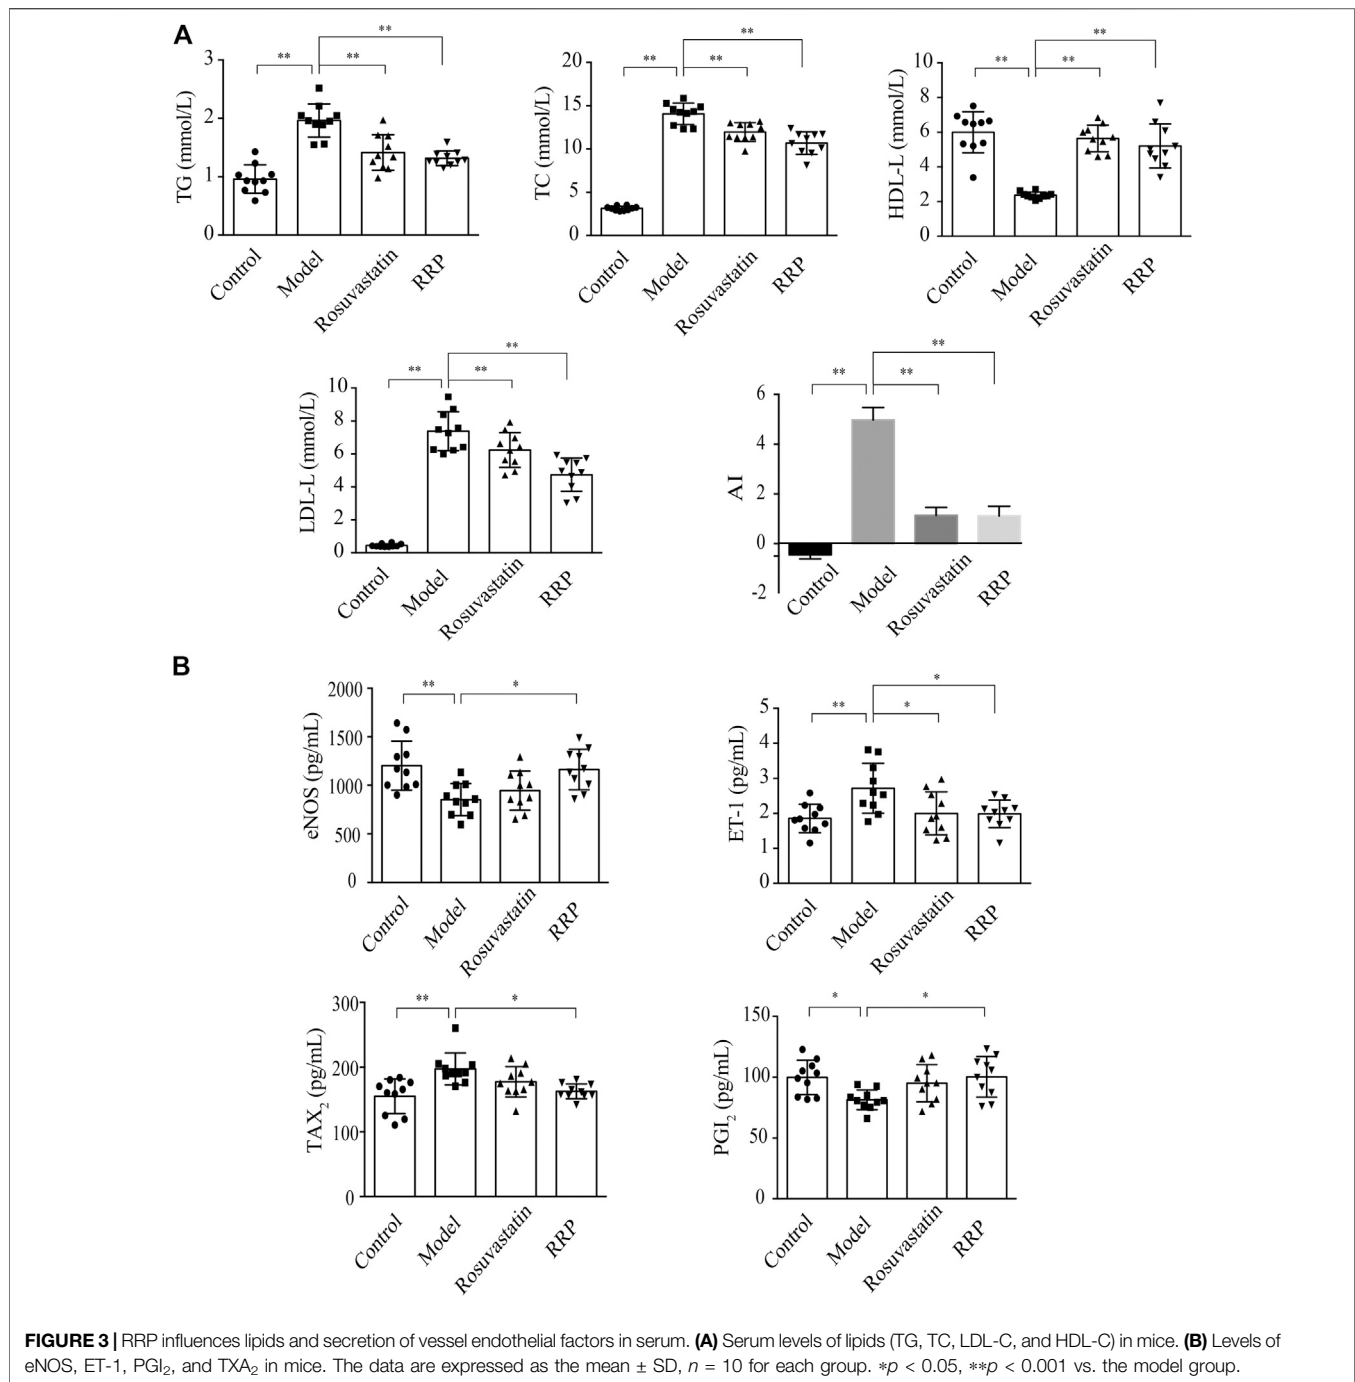 A
**
**
**
3
2
1
0
TG (mmol/L)
Control
Model
Rosuvastatin
RRP
**
**
**
20
15
10
5
0
TC (mmol/L)
Control
Model
Rosuvastatin
RRP
**
**
**
10
8
6
4
2
0
HDL-L (mmol/L)
Control
Model
Rosuvastatin
RRP
**
**
**
10
8
6
4
2
0
LDL-L (mmol/L)
Control
Model
Rosuvastatin
RRP
**
**
**
6
4
2
0
-2
AI
Control
Model
Rosuvastatin
RRP
B
**
*
2000
1500
1000
500
0
eNOS (pg/mL)
Control
Model
Rosuvastatin
RRP
*
**
*
5
4
3
2
1
0
ET-1 (pg/mL)
Control
Model
Rosuvastatin
RRP
**
*
300
200
100
0
TAX₂ (pg/mL)
Control
Model
Rosuvastatin
RRP
*
*
150
100
50
0
PGI₂ (pg/mL)
Control
Model
Rosuvastatin
RRP
FIGURE 3 | RRP influences lipids and secretion of vessel endothelial factors in serum. (A) Serum levels of lipids (TG, TC, LDL-C, and HDL-C) in mice. (B) Levels of
eNOS, ET-1, PGI₂, and TXA₂ in mice. The data are expressed as the mean ± SD, n = 10 for each group. *p < 0.05, **p < 0.001 vs. the model group.